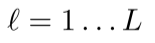 ℓ = 1 … L